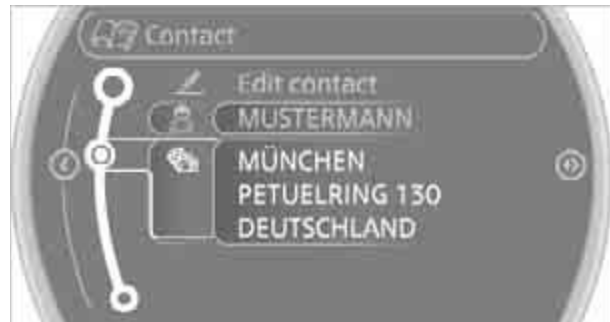 Contact
Edit contact
MUSTERMANN
MÜNCHEN
PETUELRING 130
DEUTSCHLAND